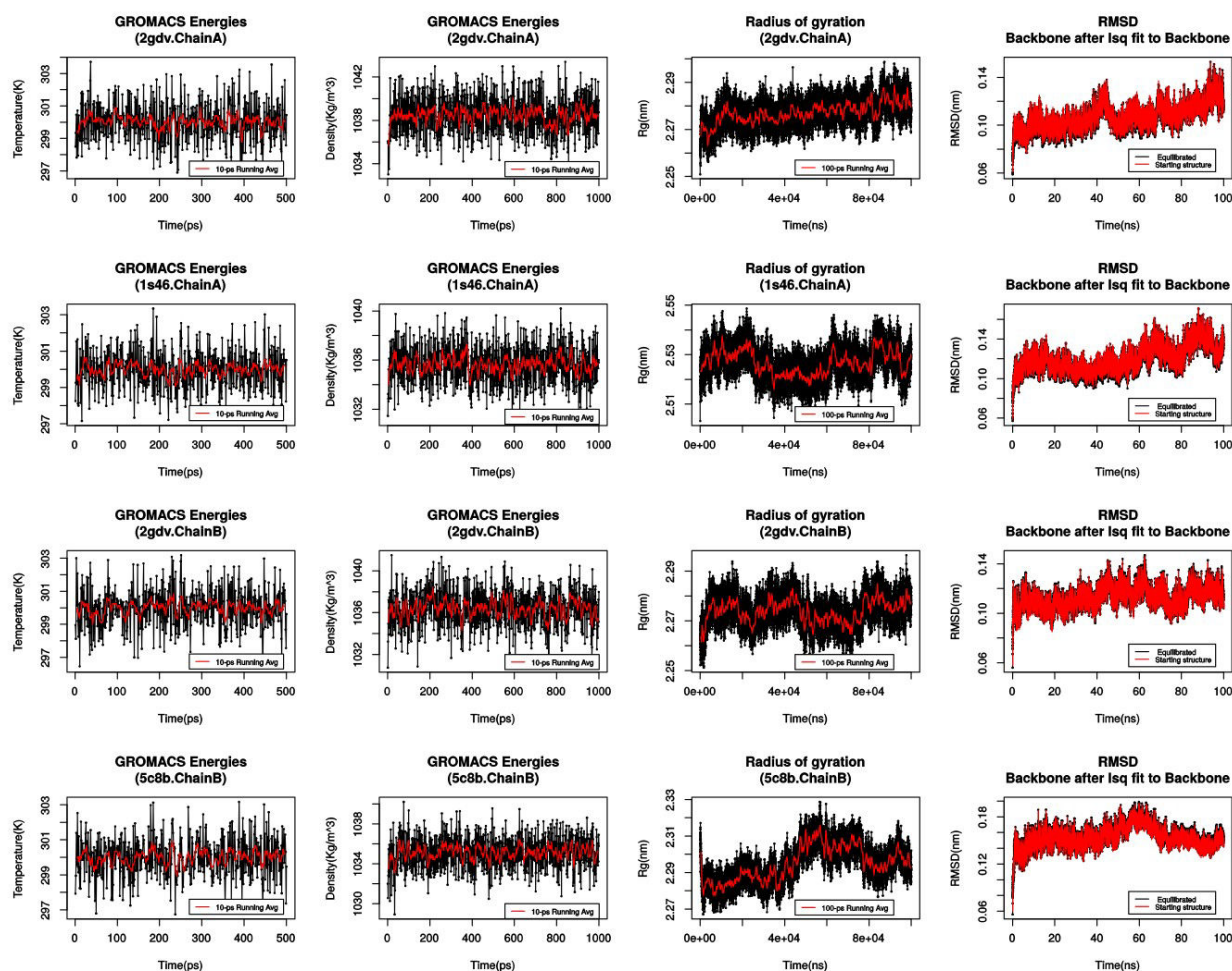 GROMACS Energies
(2gdv.ChainA)
Temperature(K)
297 299 301 303
10-ps Running Avg
0 100 200 300 400 500
Time(ps)
GROMACS Energies
(2gdv.ChainA)
Density(Kg/m^3)
1034 1038 1042
10-ps Running Avg
0 200 400 600 800 1000
Time(ps)
Radius of gyration
(2gdv.ChainA)
Rg(nm)
2.25 2.27 2.29
100-ps Running Avg
0e+00 4e+04 8e+04
Time(ns)
RMSD
Backbone after lsq fit to Backbone
RMSD(nm)
0.06 0.10 0.14
Equilibrated
Starting structure
0 20 40 60 80 100
Time(ns)
GROMACS Energies
(1s46.ChainA)
Temperature(K)
297 299 301 303
10-ps Running Avg
0 100 200 300 400 500
Time(ps)
GROMACS Energies
(1s46.ChainA)
Density(Kg/m^3)
1032 1036 1040
10-ps Running Avg
0 200 400 600 800 1000
Time(ps)
Radius of gyration
(1s46.ChainA)
Rg(nm)
2.51 2.53 2.55
100-ps Running Avg
0e+00 4e+04 8e+04
Time(ns)
RMSD
Backbone after lsq fit to Backbone
RMSD(nm)
0.06 0.10 0.14
Equilibrated
Starting structure
0 20 40 60 80 100
Time(ns)
GROMACS Energies
(2gdv.ChainB)
Temperature(K)
297 299 301 303
10-ps Running Avg
0 100 200 300 400 500
Time(ps)
GROMACS Energies
(2gdv.ChainB)
Density(Kg/m^3)
1032 1036 1040
10-ps Running Avg
0 200 400 600 800 1000
Time(ps)
Radius of gyration
(2gdv.ChainB)
Rg(nm)
2.25 2.27 2.29
100-ps Running Avg
0e+00 4e+04 8e+04
Time(ns)
RMSD
Backbone after lsq fit to Backbone
RMSD(nm)
0.06 0.10 0.14
Equilibrated
Starting structure
0 20 40 60 80 100
Time(ns)
GROMACS Energies
(5c8b.ChainB)
Temperature(K)
297 299 301 303
10-ps Running Avg
0 100 200 300 400 500
Time(ps)
GROMACS Energies
(5c8b.ChainB)
Density(Kg/m^3)
1030 1034 1038
10-ps Running Avg
0 200 400 600 800 1000
Time(ps)
Radius of gyration
(5c8b.ChainB)
Rg(nm)
2.27 2.29 2.31 2.33
100-ps Running Avg
0e+00 4e+04 8e+04
Time(ns)
RMSD
Backbone after lsq fit to Backbone
RMSD(nm)
0.06 0.12 0.18
Equilibrated
Starting structure
0 20 40 60 80 100
Time(ns)